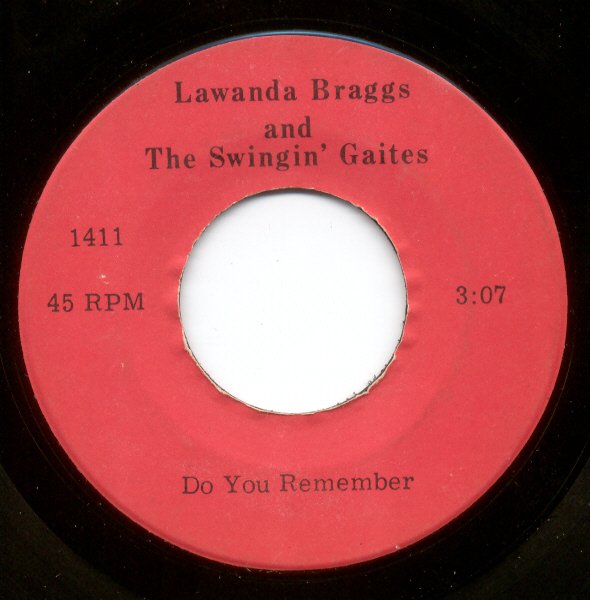 Lawanda Braggs
and
The Swingin' Gaites
1411
45 RPM
3:07
Do You Remember